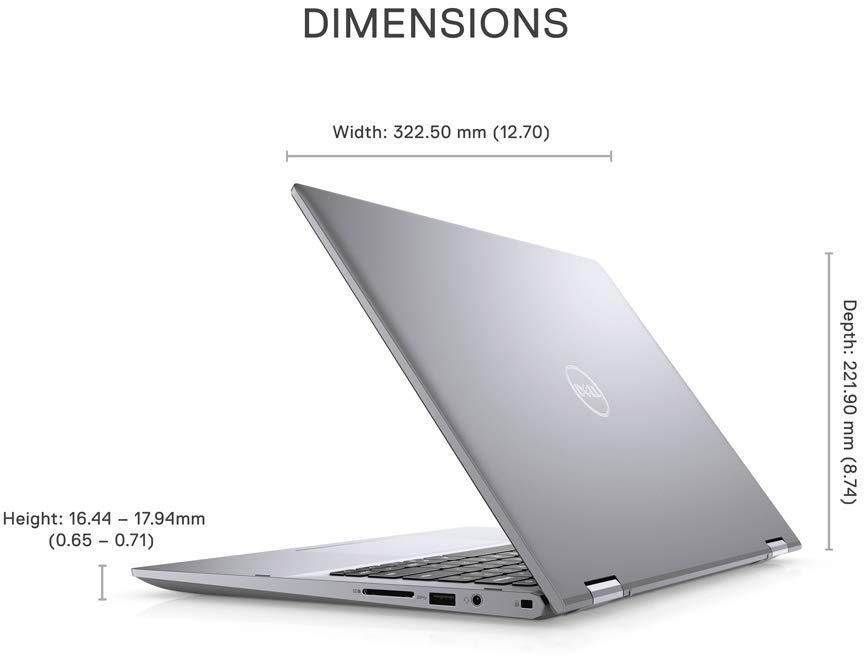 DIMENSIONS
Width: 322.50 mm (12.70)
Depth: 221.90 mm (8.74)
DELL
Height: 16.44 – 17.94mm
(0.65 – 0.71)